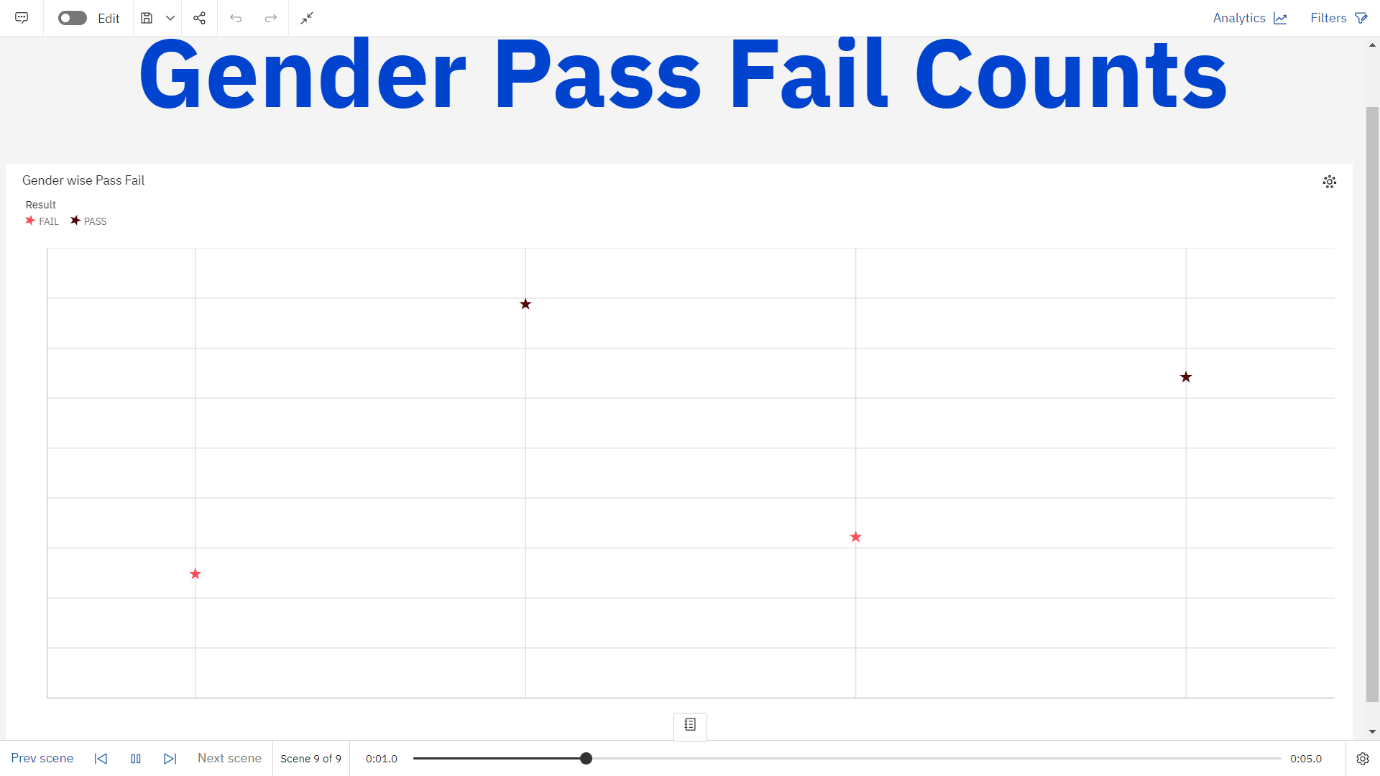 Edit
Analytics
Filters
Gender Pass Fail Counts
Gender wise Pass Fail
Result
FAIL PASS
Prev scene
Next scene
Scene 9 of 9
0:01.0
0:05.0